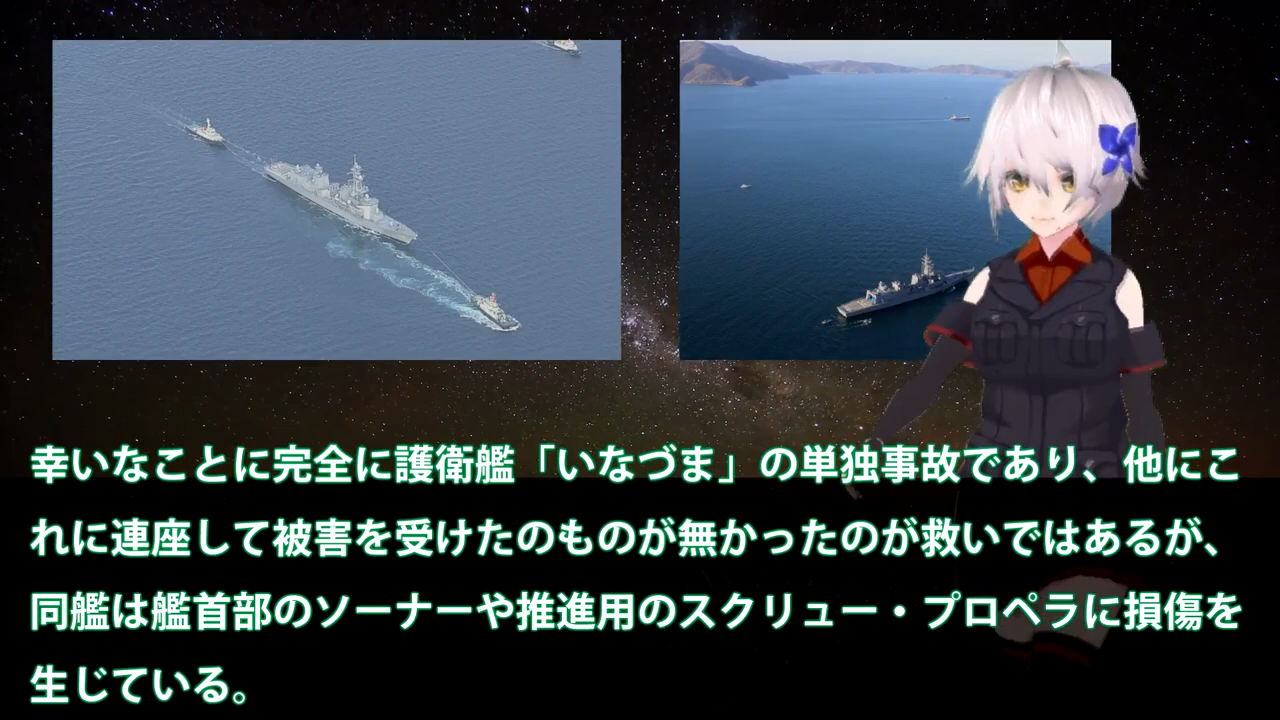 幸いなことに完全に護衛艦「いなづま」の単独事故であり、他にこ
れに連座して被害を受けたのものが無かったのが救いではあるが、
同艦は艦首部のソーナーや推進用のスクリュー・プロペラに損傷を
生じている。